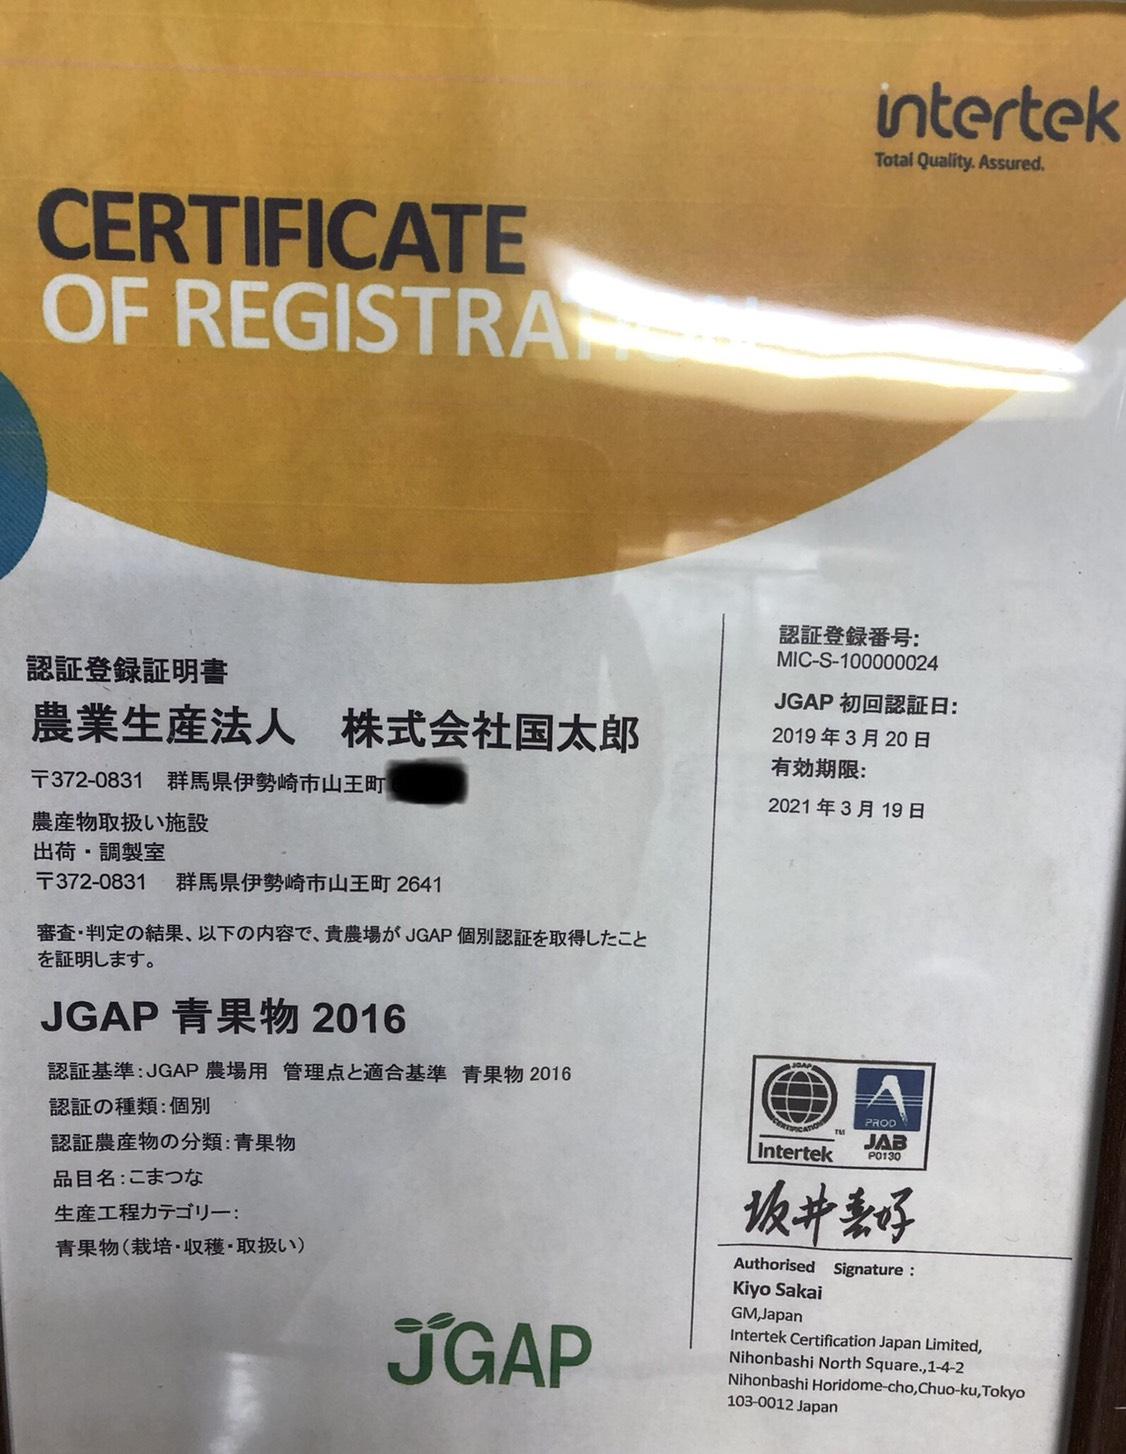 intertek
Total Quality. Assured.
CERTIFICATE
OF REGISTRATION
認証登録証明書
農業生産法人 株式会社国太郎
〒372-0831 群馬県伊勢崎市山王町
農産物取扱い施設
出荷・調製室
〒372-0831 群馬県伊勢崎市山王町 2641
審査・判定の結果、以下の内容で、貴農場が JGAP 個別認証を取得したこと
を証明します。
JGAP 青果物 2016
認証基準:JGAP 農場用 管理点と適合基準 青果物 2016
認証の種類:個別
認証農産物の分類:青果物
品目名:こまつな
生産工程カテゴリー:
青果物(栽培・収穫・取扱い)
JGAP
認証登録番号:
MIC-S-100000024
JGAP 初回認証日:
2019 年 3 月 20 日
有効期限:
2021 年 3 月 19 日
JGAP
CERTIFICATION
TM
Intertek
PROD
JAB
P0130
坂井喜好
Authorised Signature :
Kiyo Sakai
GM,Japan
Intertek Certification Japan Limited,
Nihonbashi North Square.,1-4-2
Nihonbashi Horidome-cho,Chuo-ku,Tokyo
103-0012 Japan